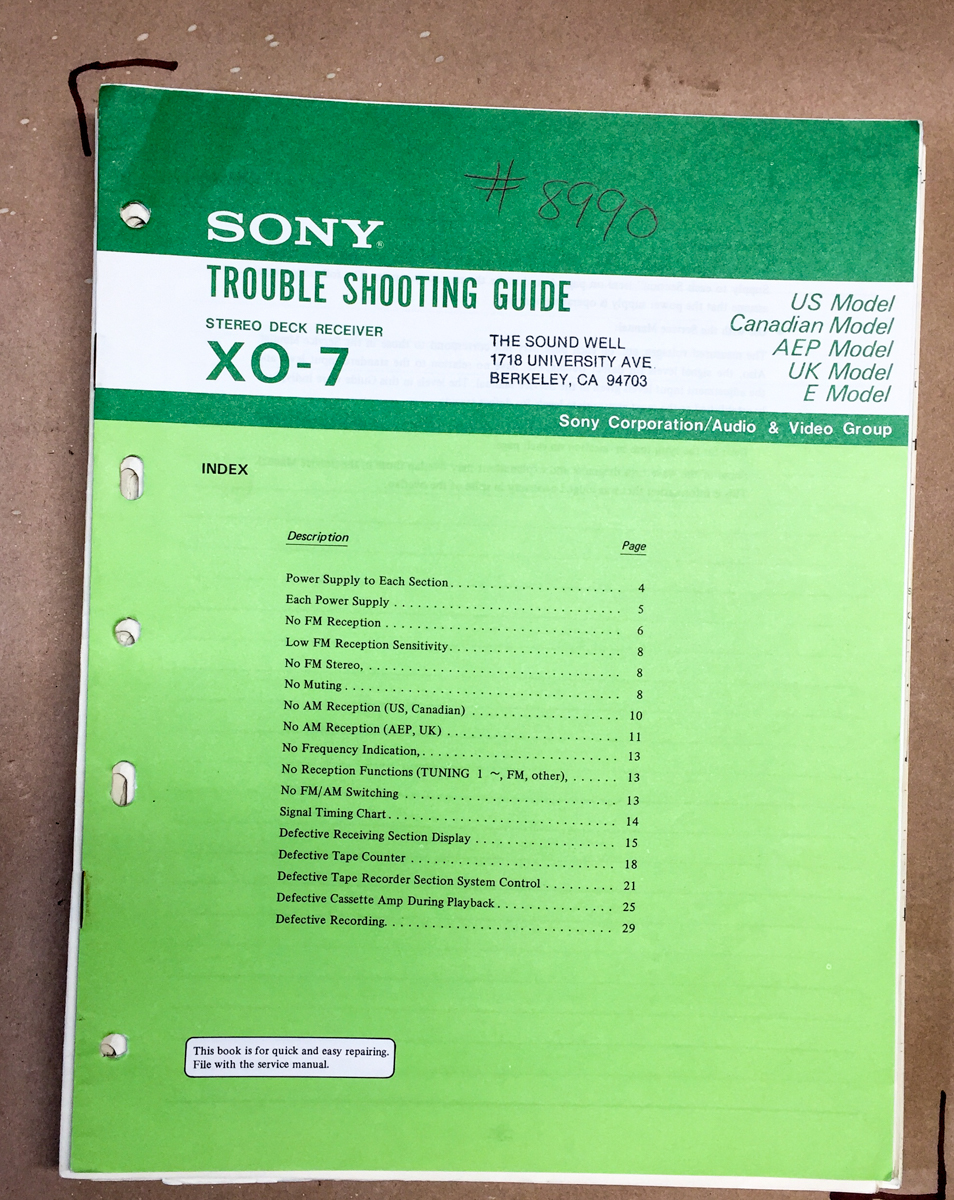 # 8990
SONY®
TROUBLE SHOOTING GUIDE
STEREO DECK RECEIVER
XO-7
THE SOUND WELL
1718 UNIVERSITY AVE.
BERKELEY, CA 94703
US Model
Canadian Model
AEP Model
UK Model
E Model
Sony Corporation/Audio & Video Group
INDEX
Description Page
Power Supply to Each Section. . . . . . . . . . . . . . . . . . . . . . 4
Each Power Supply . . . . . . . . . . . . . . . . . . . . . . . . . . . . . 5
No FM Reception . . . . . . . . . . . . . . . . . . . . . . . . . . . . . . 6
Low FM Reception Sensitivity. . . . . . . . . . . . . . . . . . . . . . 8
No FM Stereo, . . . . . . . . . . . . . . . . . . . . . . . . . . . . . . . . 8
No Muting . . . . . . . . . . . . . . . . . . . . . . . . . . . . . . . . . . . 8
No AM Reception (US, Canadian) . . . . . . . . . . . . . . . . . . . 10
No AM Reception (AEP, UK) . . . . . . . . . . . . . . . . . . . . . . 11
No Frequency Indication, . . . . . . . . . . . . . . . . . . . . . . . . . 13
No Reception Functions (TUNING 1 ~, FM, other), . . . . . . 13
No FM/AM Switching . . . . . . . . . . . . . . . . . . . . . . . . . . . 13
Signal Timing Chart . . . . . . . . . . . . . . . . . . . . . . . . . . . . . 14
Defective Receiving Section Display . . . . . . . . . . . . . . . . . . 15
Defective Tape Counter . . . . . . . . . . . . . . . . . . . . . . . . . . 18
Defective Tape Recorder Section System Control . . . . . . . . . 21
Defective Cassette Amp During Playback . . . . . . . . . . . . . . . 25
Defective Recording. . . . . . . . . . . . . . . . . . . . . . . . . . . . . 29
This book is for quick and easy repairing.
File with the service manual.